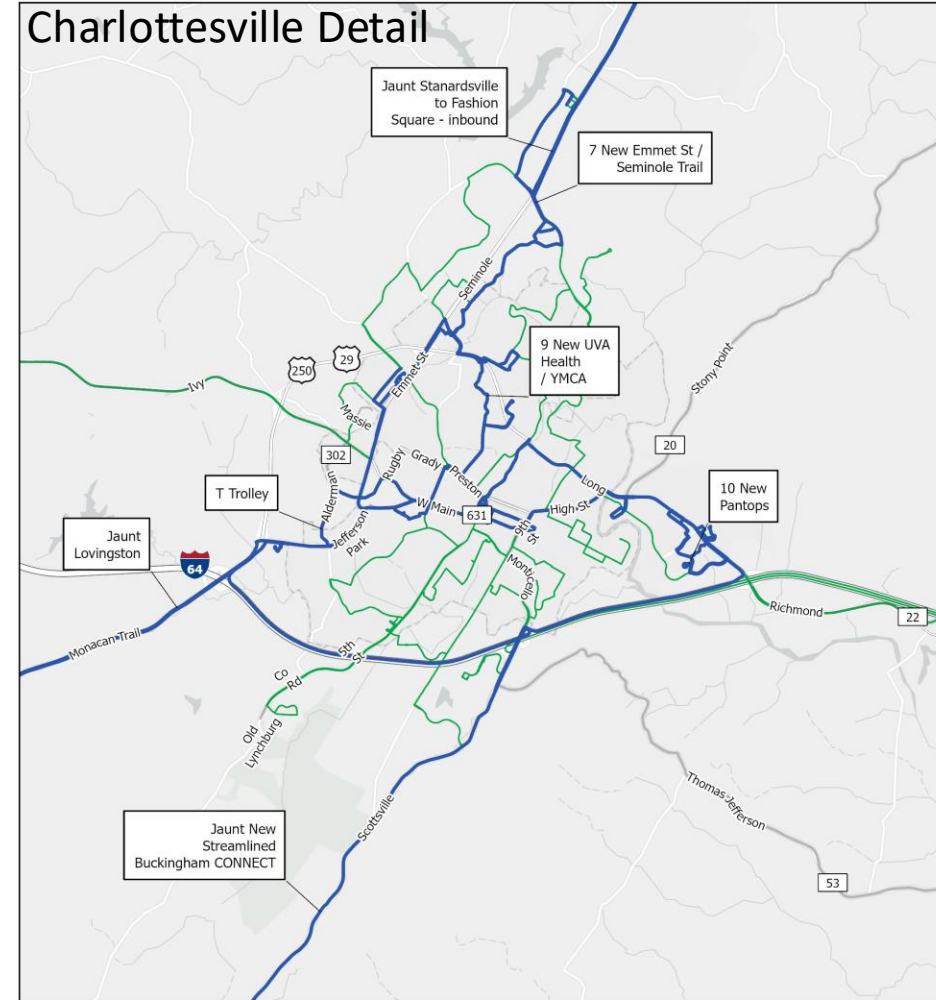 Charlottesville Detail
Jaunt Stanardsville
to Fashion
Square - inbound
7 New Emmet St /
Seminole Trail
Seminole
9 New UVA
Health
/ YMCA
Stony Point
250
29
Emmet St
Ivy
Massie
302
20
Rugby
Grady
Preston
Alderman
Long
10 New
Pantops
T Trolley
W Main
631
High St
9th
St
Jefferson
Park
Jaunt
Lovingston
64
Monticello
Richmond
22
Monacan Trail
5th
St
Co
Rd
Old
Lynchburg
Thomas Jefferson
Scottsville
Jaunt New
Streamlined
Buckingham CONNECT
53